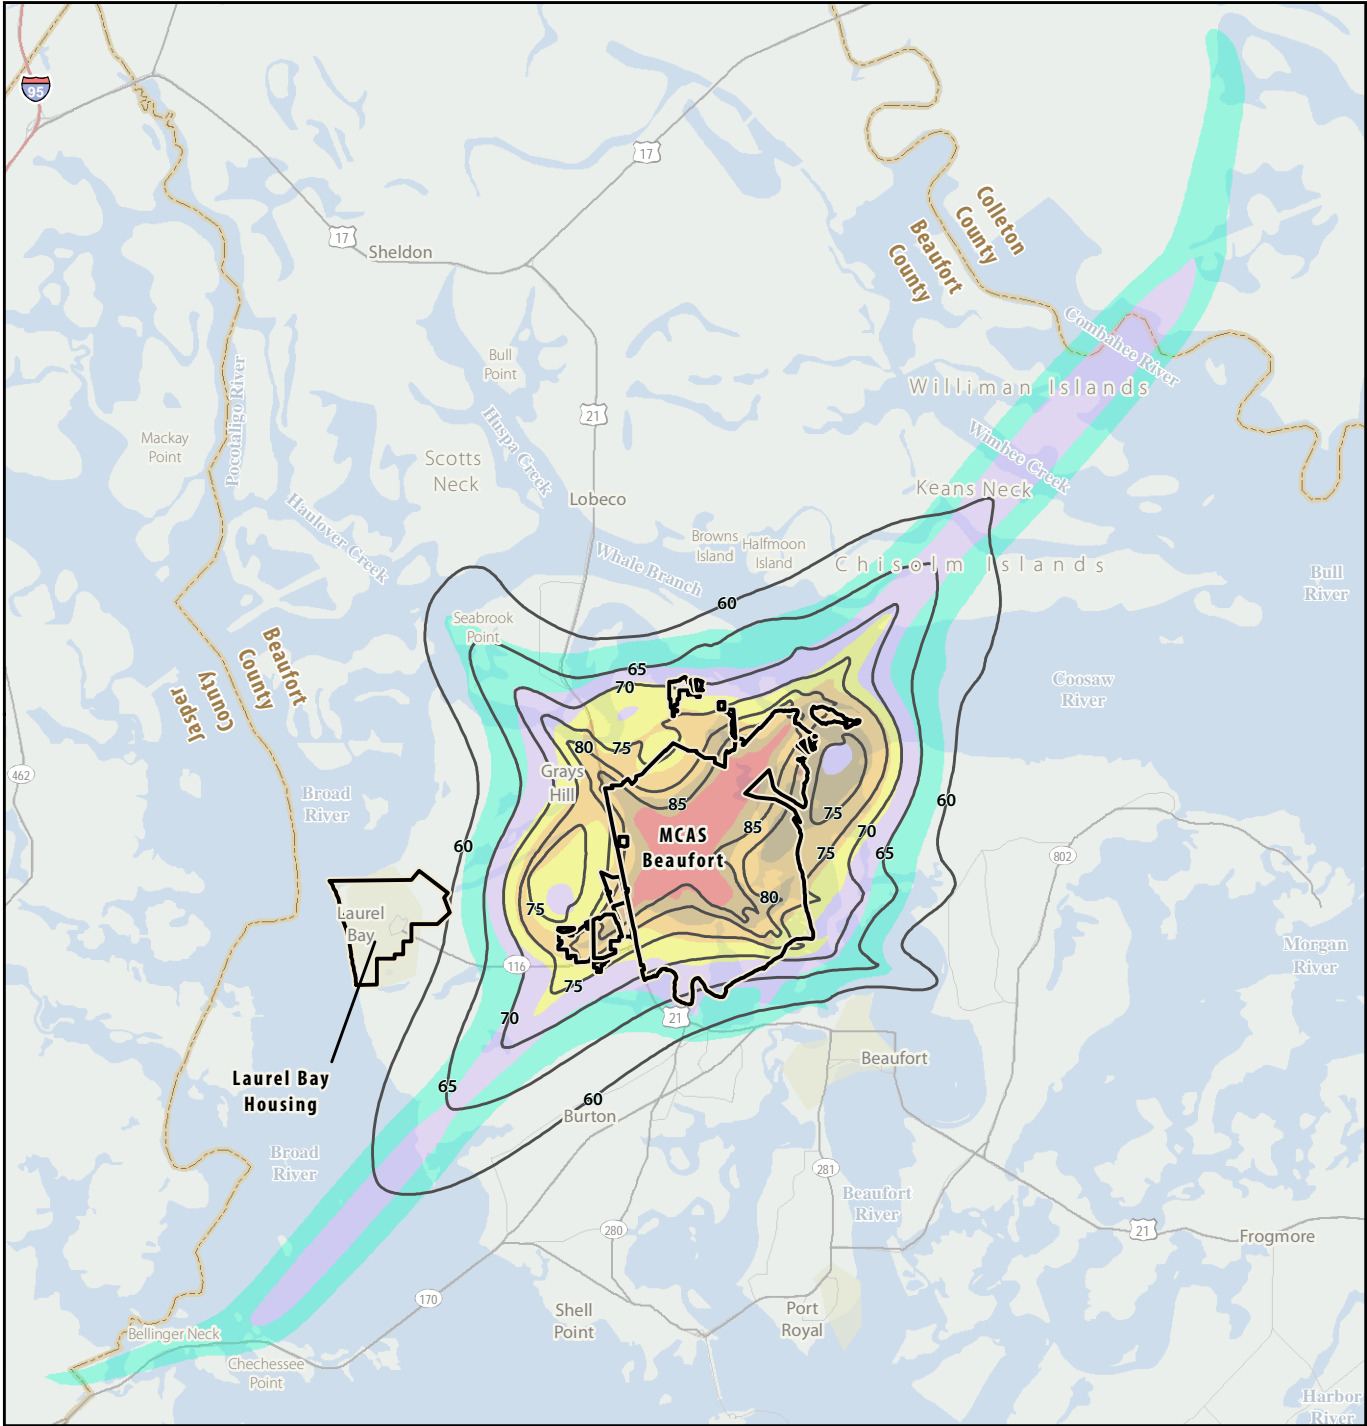 95
17
17
Sheldon
Colleton
County
Beaufort
County
Combahee River
Bull
Point
Pocotaligo River
Williman Islands
21
Huspa Creek
Mackay
Point
Wimbee Creek
Scotts
Neck
Keans Neck
Lobeco
Haulover Creek
Browns
Island
Halfmoon
Island
Whale Branch
Chisolm Islands
Bull
River
60
Seabrook
Point
Beaufort
County
Jasper
County
65
70
Coosaw
River
80
75
Grays
Hill
462
Broad
River
85
60
75
MCAS
Beaufort
85
70
60
75
65
802
80
75
Laurel
Bay
Morgan
River
116
75
70
21
Beaufort
Laurel Bay
Housing
65
60
Burton
Broad
River
281
Beaufort
River
280
21
Frogmore
170
Shell
Point
Port
Royal
Bellinger Neck
Chechessee
Point
Harbor
River